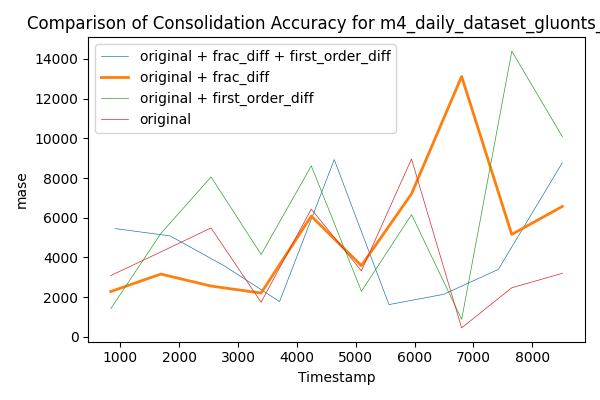 Comparison of Consolidation Accuracy for m4_daily_dataset_gluonts_
original + frac_diff + first_order_diff
original + frac_diff
original + first_order_diff
original
mase
14000
12000
10000
8000
6000
4000
2000
0
1000 2000 3000 4000 5000 6000 7000 8000
Timestamp